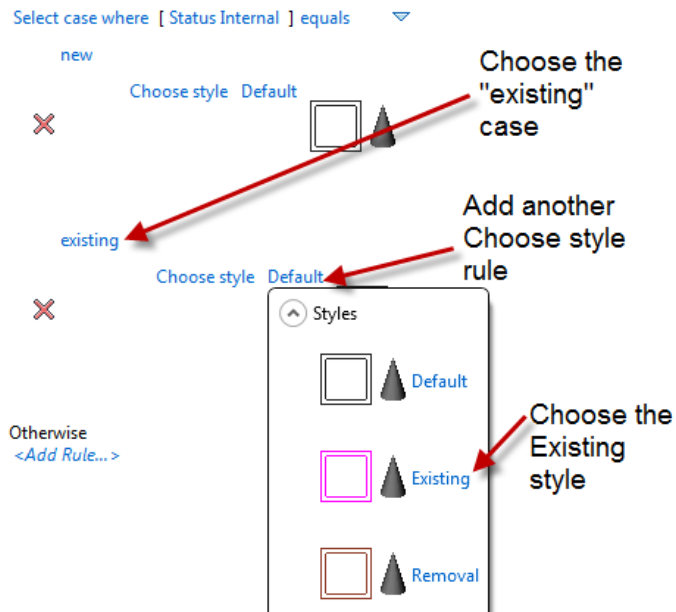 Select case where [ Status Internal ] equals
new
Choose the
"existing"
case
Choose style Default
existing
Add another
Choose style
rule
Choose style Default
Styles
Default
Choose the
Existing
style
Otherwise
<Add Rule...>
Existing
Removal